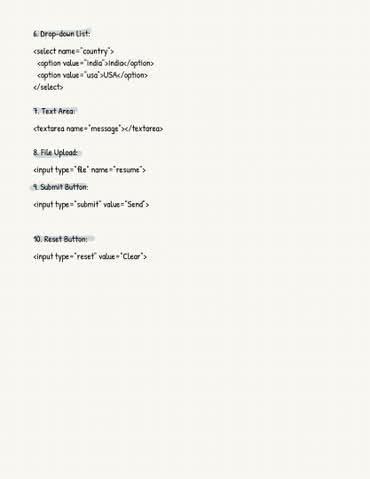 6. Drop-down List:
<select name="country">
<option value="india">India</option>
<option value="usa">USA</option>
</select>
7. Text Area:
<textarea name="message"></textarea>
8. File Upload:
<input type="file" name="resume">
9. Submit Button:
<input type="submit" value="Send">
10. Reset Button:
<input type="reset" value="Clear">